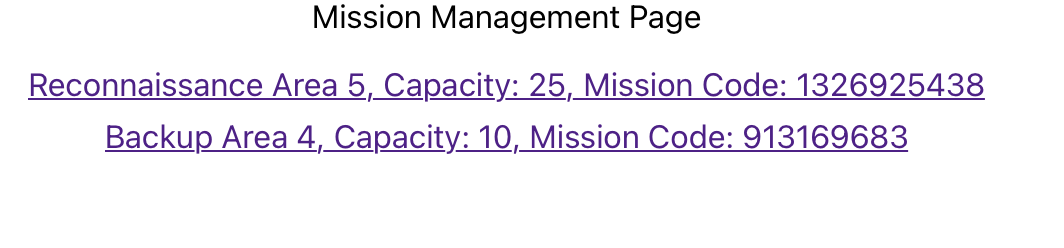 Mission Management Page
Reconnaissance Area 5, Capacity: 25, Mission Code: 1326925438
Backup Area 4, Capacity: 10, Mission Code: 913169683